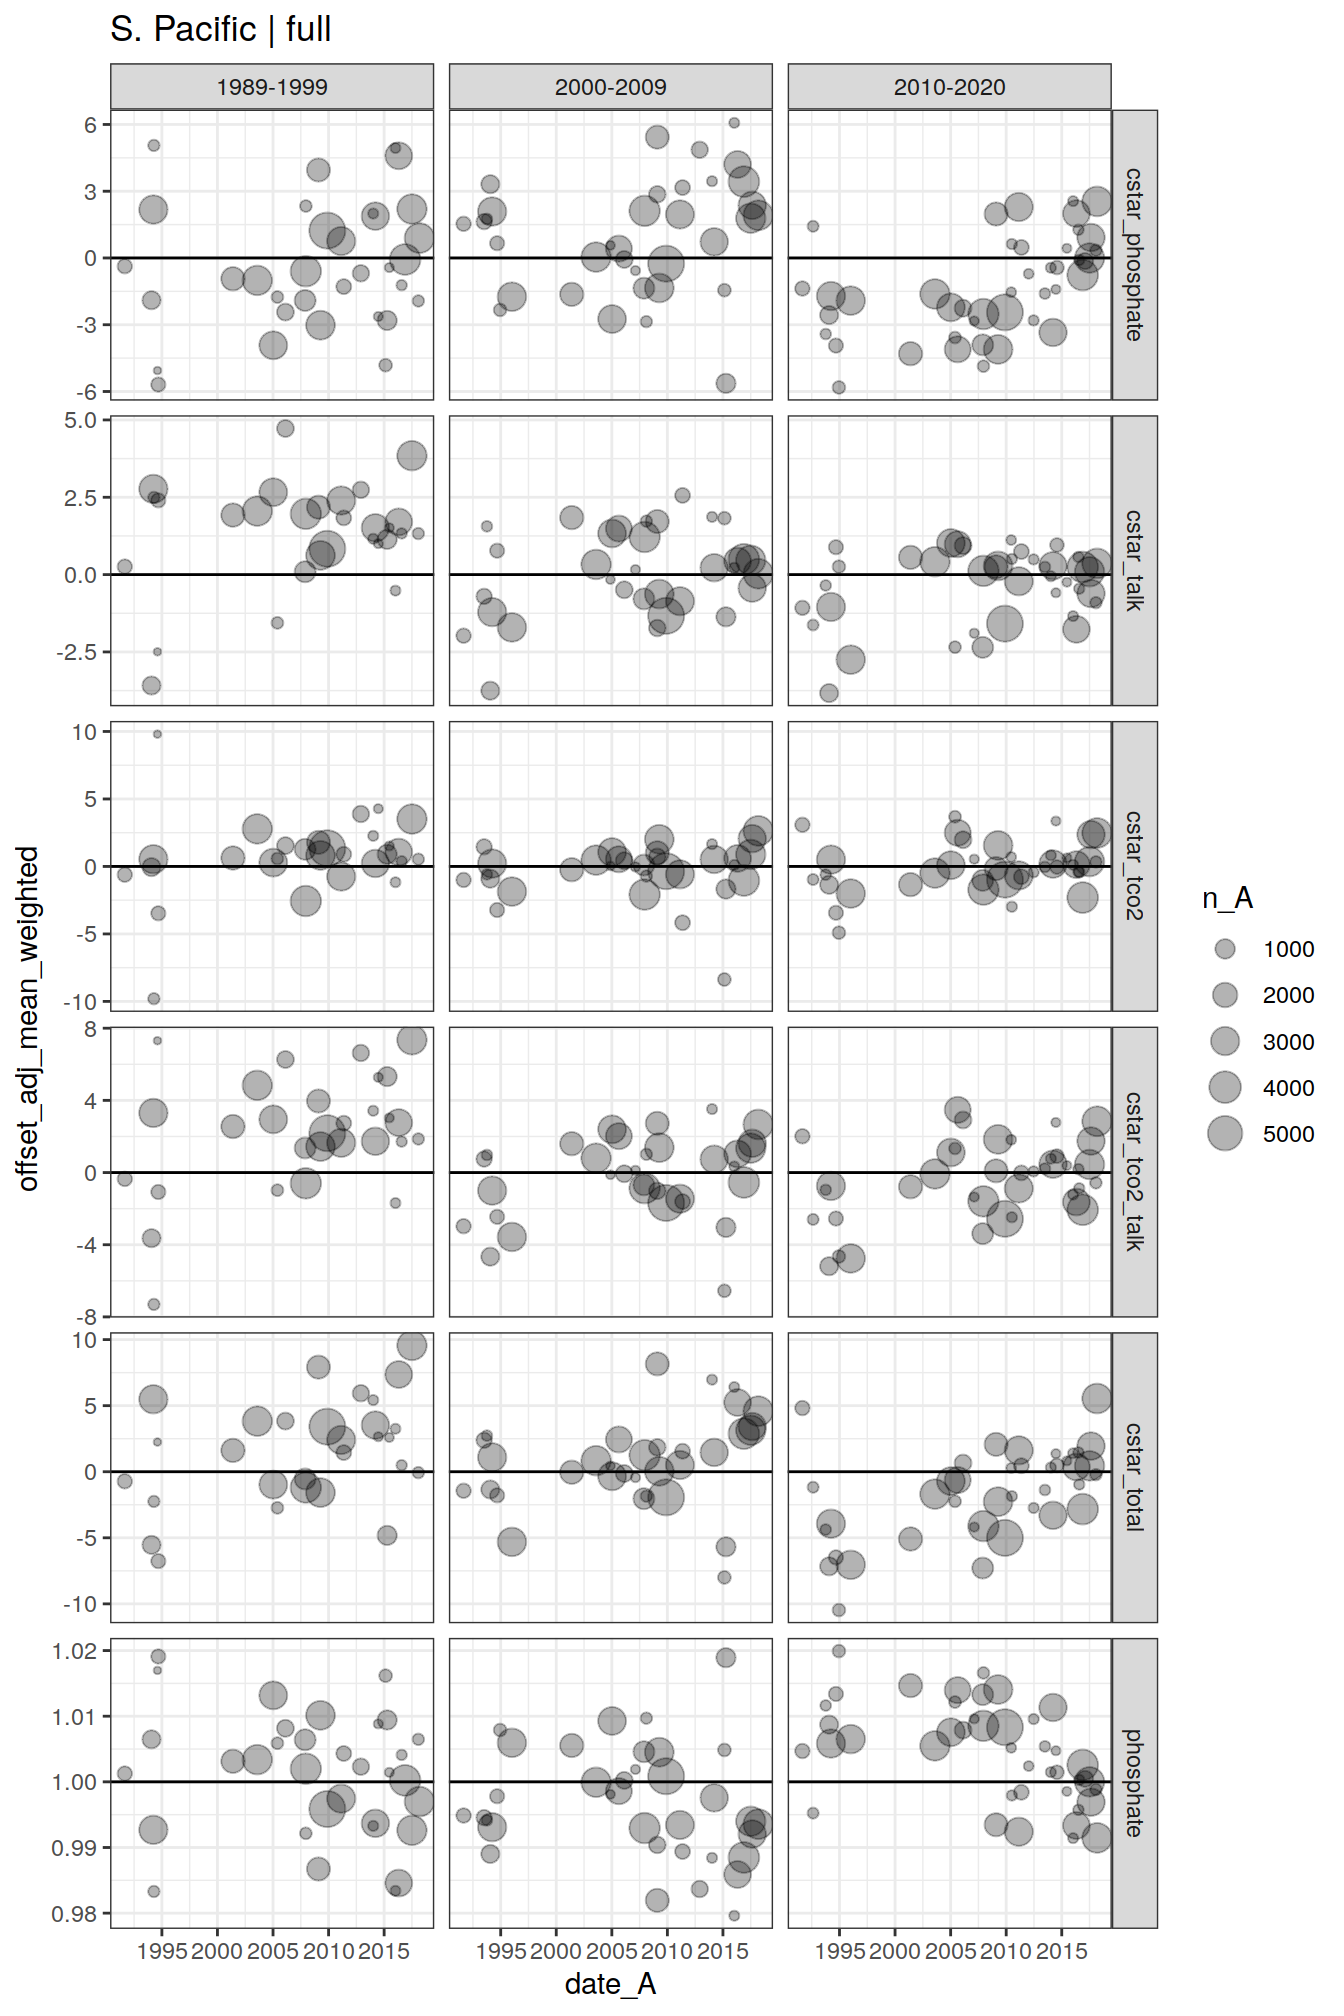 S. Pacific | full
1989-1999 2000-2009 2010-2020
6
3
0
-3
-6
cstar_phosphate
5.0
2.5
0.0
-2.5
cstar_talk
10
5
0
-5
-10
cstar_tco2
8
4
0
-4
-8
cstar_tco2_talk
10
5
0
-5
-10
cstar_total
1.02
1.01
1.00
0.99
0.98
phosphate
offset_adj_mean_weighted
1995 2000 2005 2010 2015 1995 2000 2005 2010 2015 1995 2000 2005 2010 2015
date_A
n_A
1000
2000
3000
4000
5000